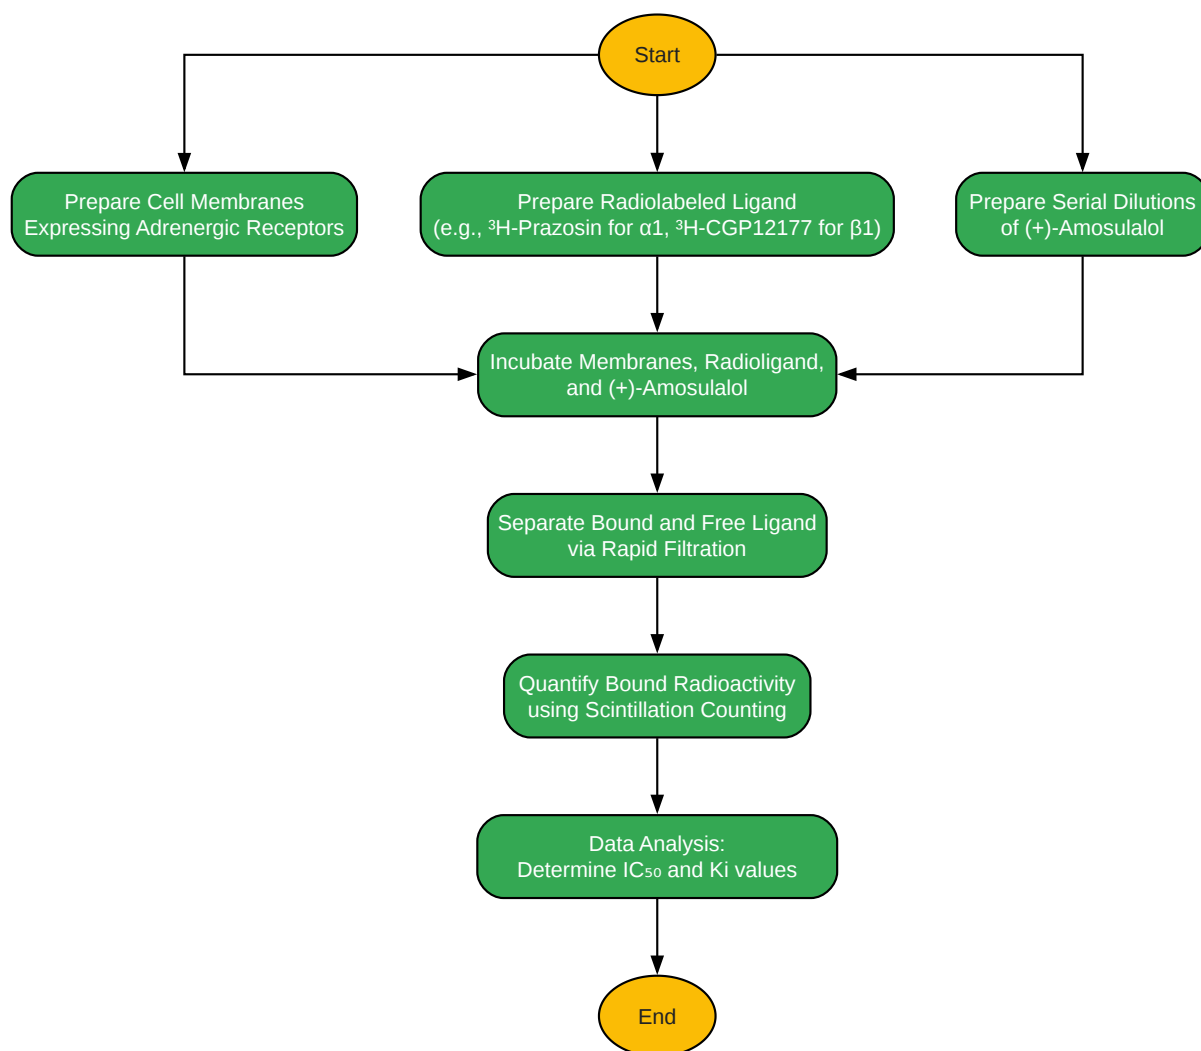 Start
Prepare Cell Membranes
Expressing Adrenergic Receptors
Prepare Radiolabeled Ligand
(e.g., ³H-Prazosin for α1, ³H-CGP12177 for β1)
Prepare Serial Dilutions
of (+)-Amosulalol
Incubate Membranes, Radioligand,
and (+)-Amosulalol
Separate Bound and Free Ligand
via Rapid Filtration
Quantify Bound Radioactivity
using Scintillation Counting
Data Analysis:
Determine IC₅₀ and Ki values
End